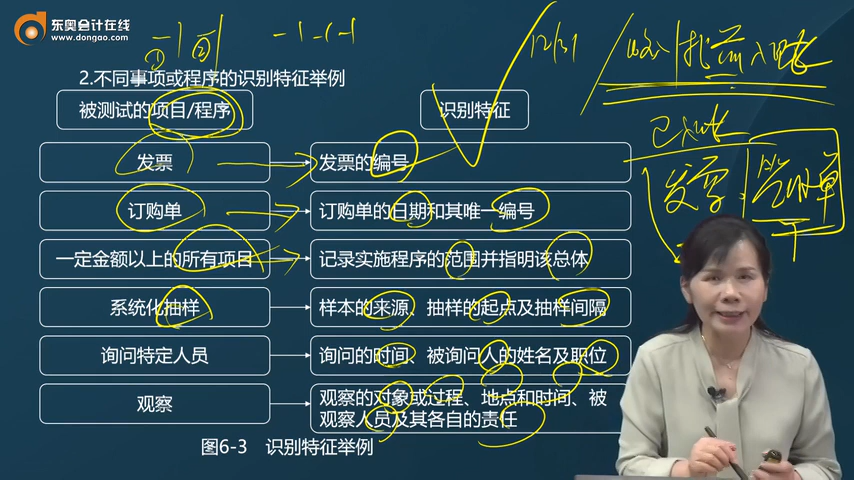 东奥会计在线
www.dongao.com
2.不同事项或程序的识别特征举例
被测试的项目/程序
识别特征
发票
发票的编号
订购单
订购单的日期和其唯一编号
一定金额以上的所有项目
记录实施程序的范围并指明该总体
系统化抽样
样本的来源、抽样的起点及抽样间隔
询问特定人员
询问的时间、被询问人的姓名及职位
观察
观察的对象或过程、地点和时间、被
观察人员及其各自的责任
图6-3 识别特征举例
12/31
发票